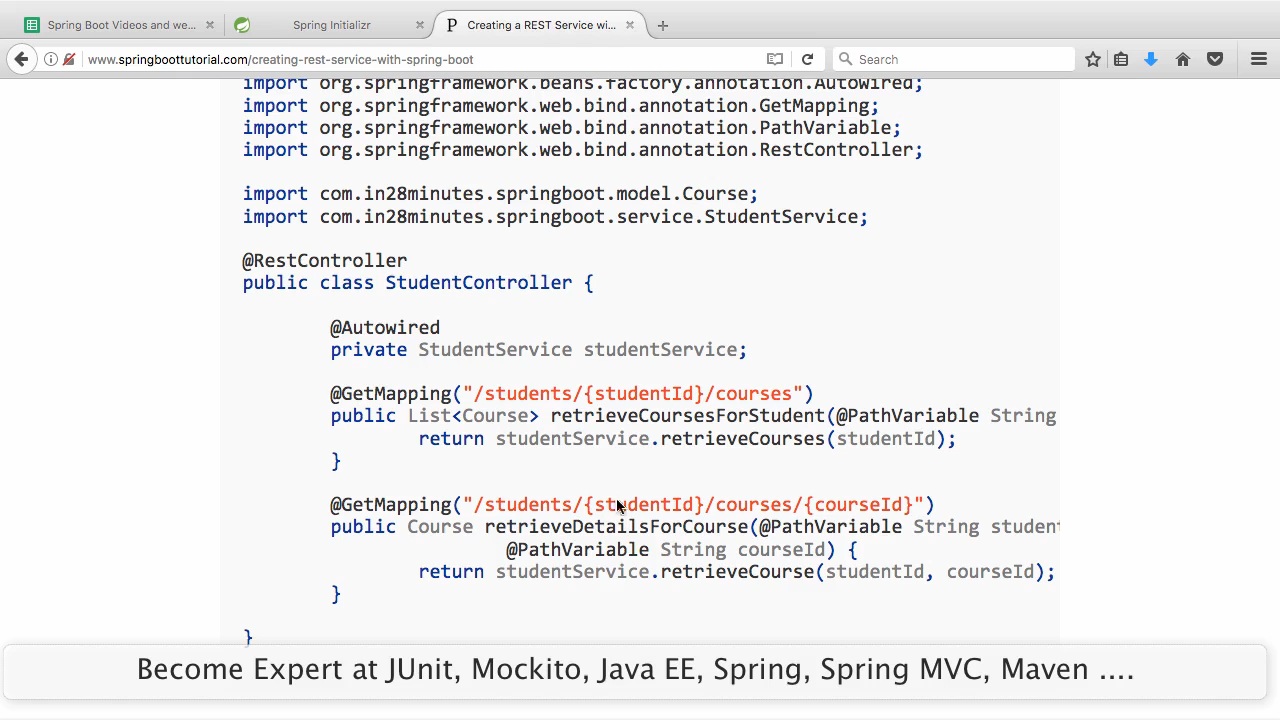 Spring Boot Videos and we...
Spring Initializr
P Creating a REST Service wi...
www.springboottutorial.com/creating-rest-service-with-spring-boot
Search
import org.springframework.beans.factory.annotation.Autowired;
import org.springframework.web.bind.annotation.GetMapping;
import org.springframework.web.bind.annotation.PathVariable;
import org.springframework.web.bind.annotation.RestController;
import com.in28minutes.springboot.model.Course;
import com.in28minutes.springboot.service.StudentService;
@RestController
public class StudentController {
@Autowired
private StudentService studentService;
@GetMapping("/students/{studentId}/courses")
public List<Course> retrieveCoursesForStudent(@PathVariable String
return studentService.retrieveCourses(studentId);
}
@GetMapping("/students/{studentId}/courses/{courseId}")
public Course retrieveDetailsForCourse(@PathVariable String student
@PathVariable String courseId) {
return studentService.retrieveCourse(studentId, courseId);
}
}
Become Expert at JUnit, Mockito, Java EE, Spring, Spring MVC, Maven ....